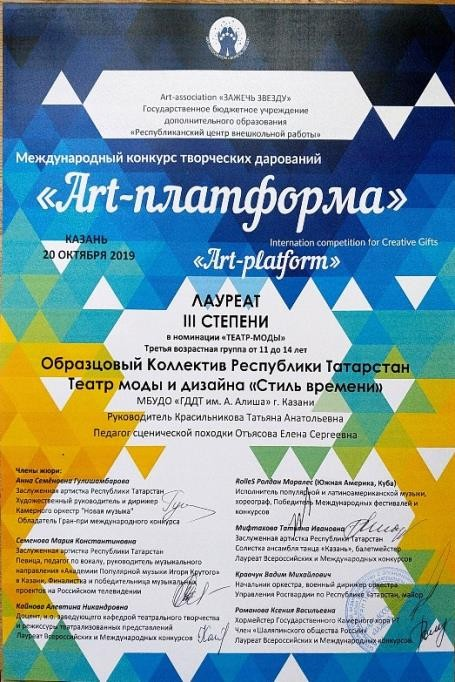 Art-association «ЗАЖЕЧЬ ЗВЕЗДУ»
Государственное бюджетное учреждение
дополнительного образования
«Республиканский центр внешкольной работы»
Международный конкурс творческих дарований
«Art-платформа»
КАЗАНЬ
20 ОКТЯБРЯ 2019
Internation competition for Creative Gifts
«Art-platform»
ЛАУРЕАТ
III СТЕПЕНИ
в номинации «ТЕАТР-МОДЫ»
Третья возрастная группа от 11 до 14 лет
Образцовый Коллектив Республики Татарстан
Театр моды и дизайна «Стиль времени»
МБУДО «ГДДТ им. А. Алиша» г. Казани
Руководитель Красильникова Татьяна Анатольевна
Педагог сценической походки Отъясова Елена Сергеевна
Члены жюри:
Анна Семёновна Гулишамбарова
Заслуженная артистка Республики Татарстан
Художественный руководитель и дирижер
Камерного оркестр "Новая музыка"
Обладатель Гран-при международного конкурса
Семенова Мария Константиновна
Заслуженная артистка Республики Татарстан
Певица, педагог по вокалу, руководитель музыкального
направления «Академии Популярной музыки Игоря Крутого»
в Казани, Финалистка и победительница музыкальных
проектов на Российском телевидении
Кайнова Алевтина Никандровна
Доцент, и.о. заведующего кафедрой театрального творчества
и режиссуры театрализованных представлений
Лауреат Всероссийских и Международных конкурсов
RolleS Ролдан Моралес (Южная Америка, Куба)
Исполнитель популярной и латиноамериканской музыки,
хореограф, Победитель Международных фестивалей и
конкурсов
Мифтахова Татьяна Ивановна
Заслуженная артистка Республики Татарстан
Солистка ансамбля танца «Казань», балетмейстер
Лауреат Всероссийских и Международных конкурсов
Кравчун Вадим Михайлович
Начальник оркестра, военный дирижер оркестра
Управления Росгвардии по Республике Татарстан, майор
Романова Ксения Васильевна
Хормейстер Государственного Камерного хора РТ
Член «Шаляпинского общества России»
Лауреат Всероссийских и Международных конкурсов